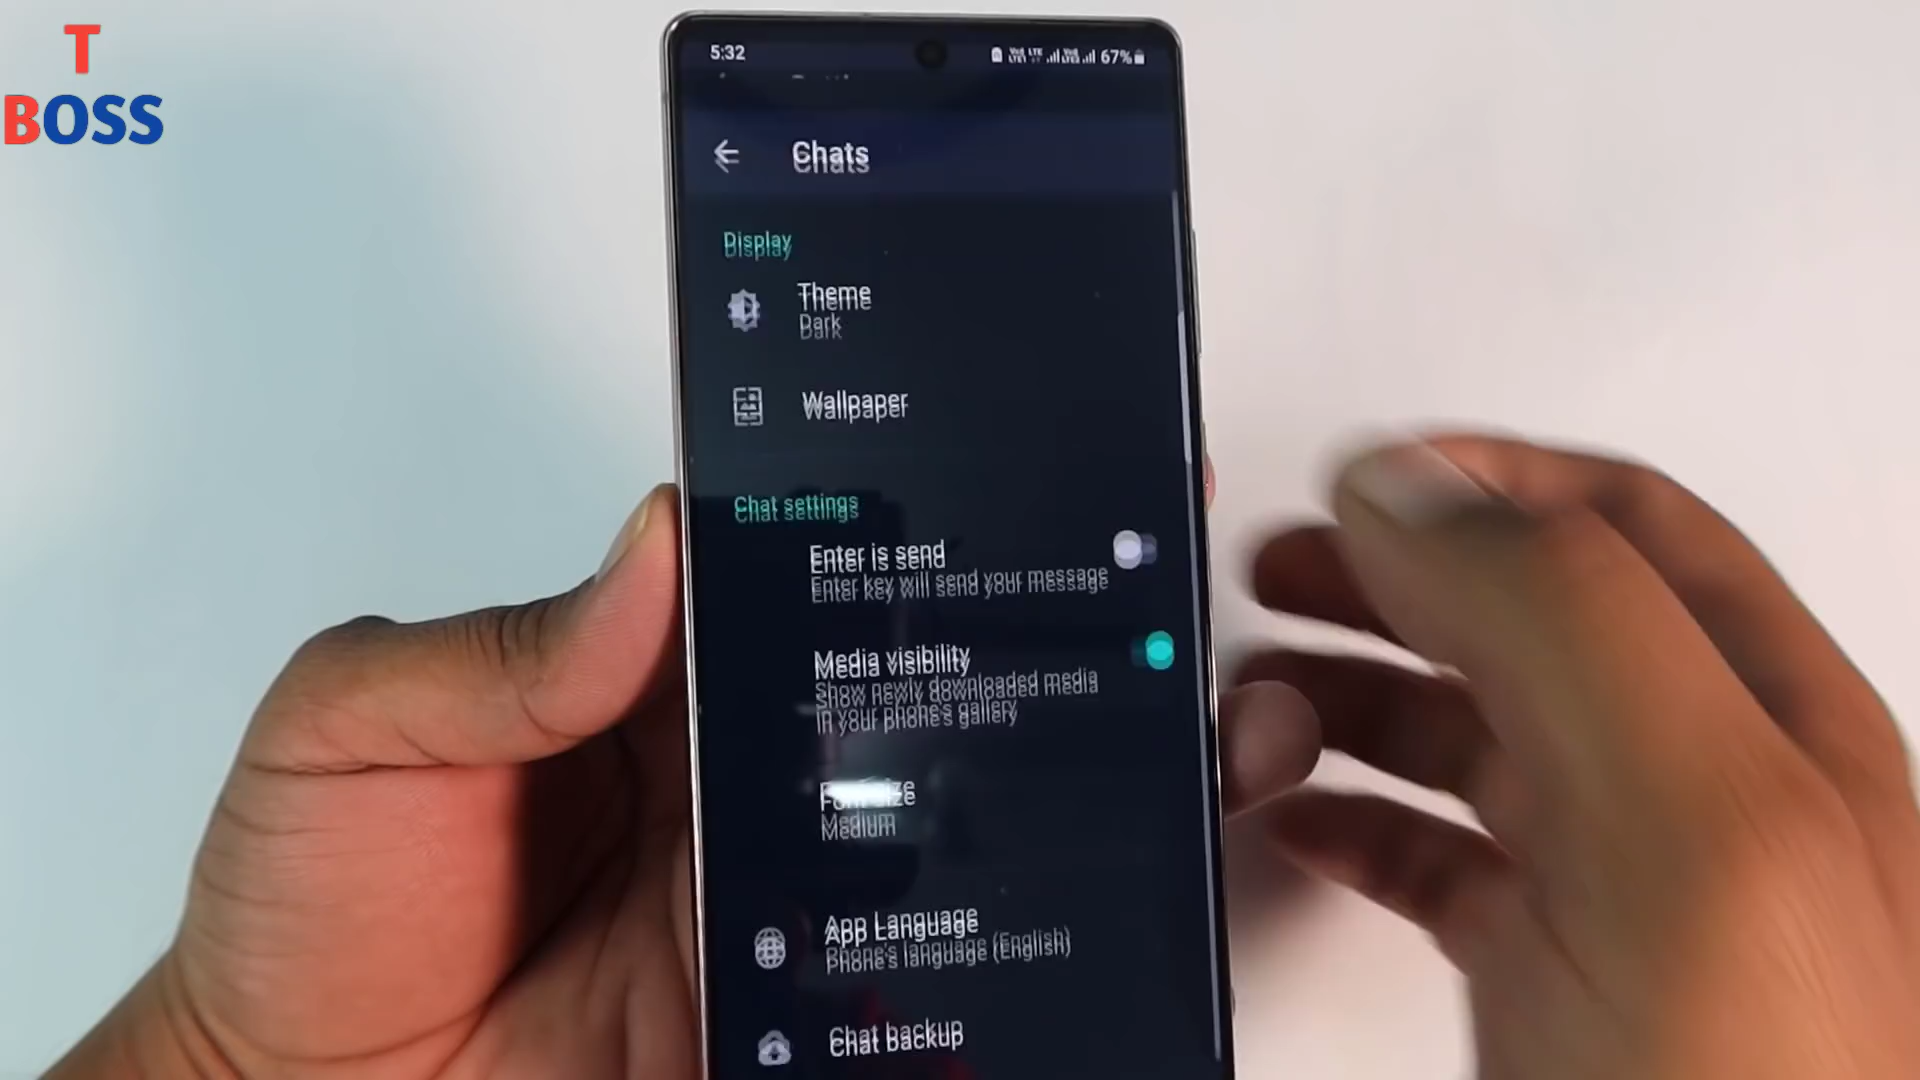 T
BOSS
5:32
67%
Chats
Display
Theme
Dark
Wallpaper
Chat settings
Enter is send
Enter key will send your message
Media visibility
Show newly downloaded media
in your phone's gallery
Font size
Medium
App Language
Phone's language (English)
Chat backup